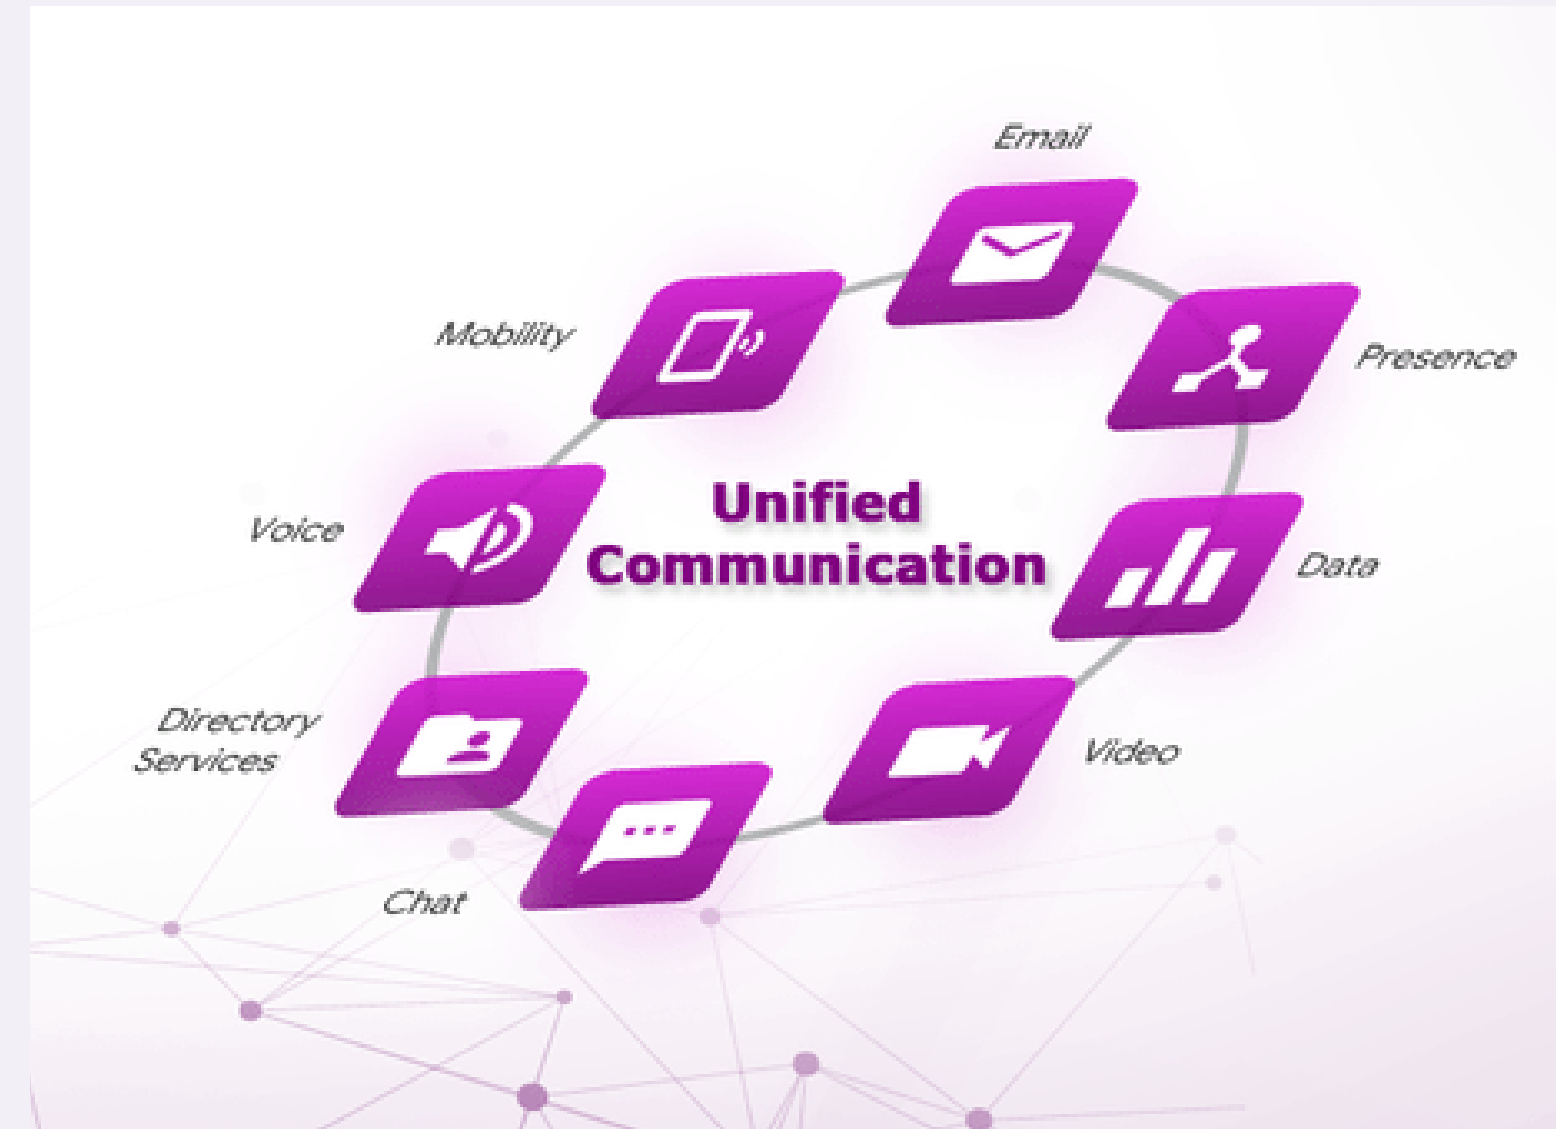 Email
Mobility
Presence
Unified
Communication
Voice
Data
Directory
Services
Video
Chat